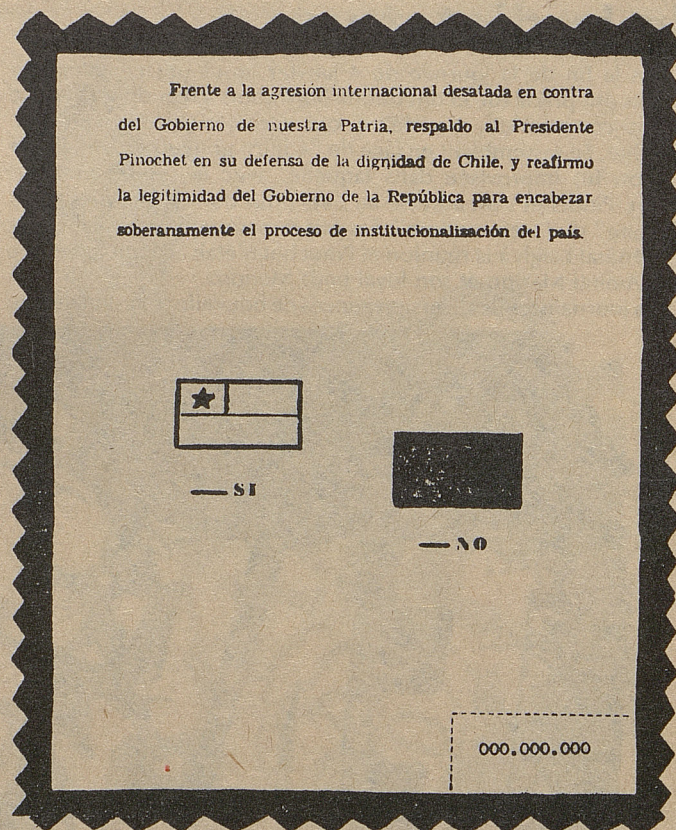 Frente a la agresión internacional desatada en contra
del Gobierno de nuestra Patria, respaldo al Presidente
Pinochet en su defensa de la dignidad de Chile, y reafirmo
la legitimidad del Gobierno de la República para encabezar
soberanamente el proceso de institucionalización del país.
— SI
— NO
000.000.000